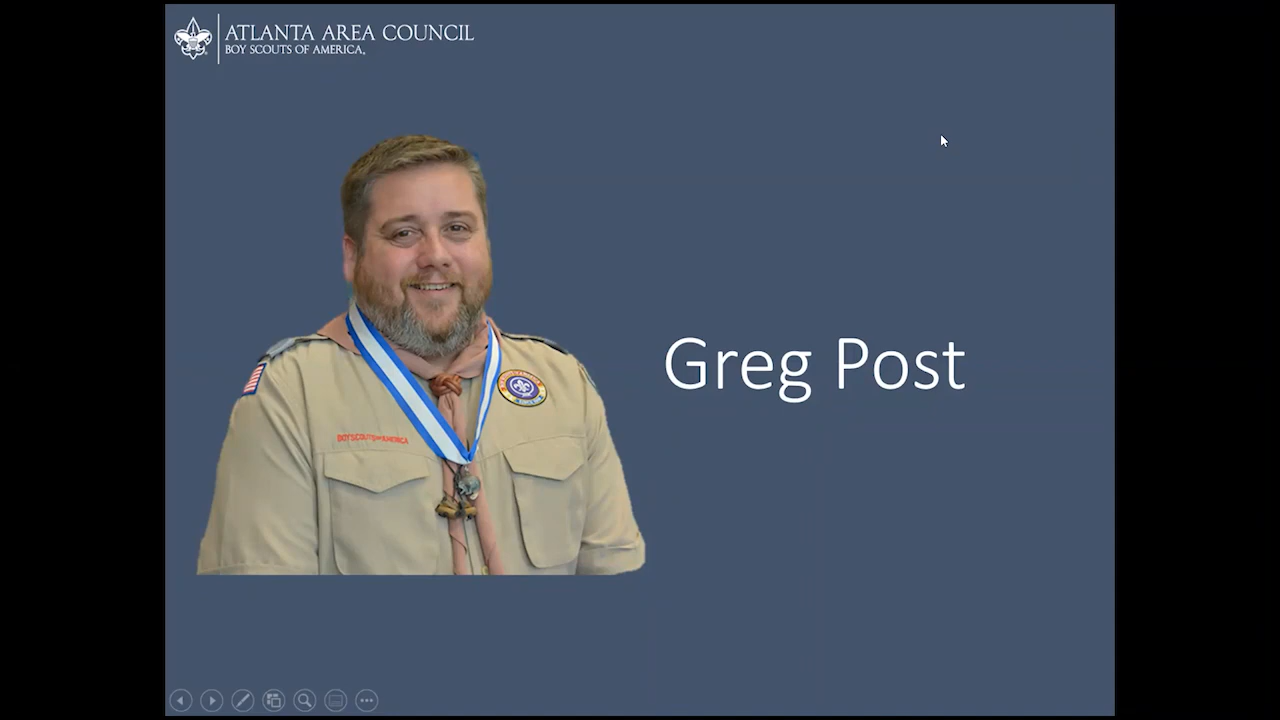 ATLANTA AREA COUNCIL
BOY SCOUTS OF AMERICA
Greg Post
BOY SCOUTS OF AMERICA